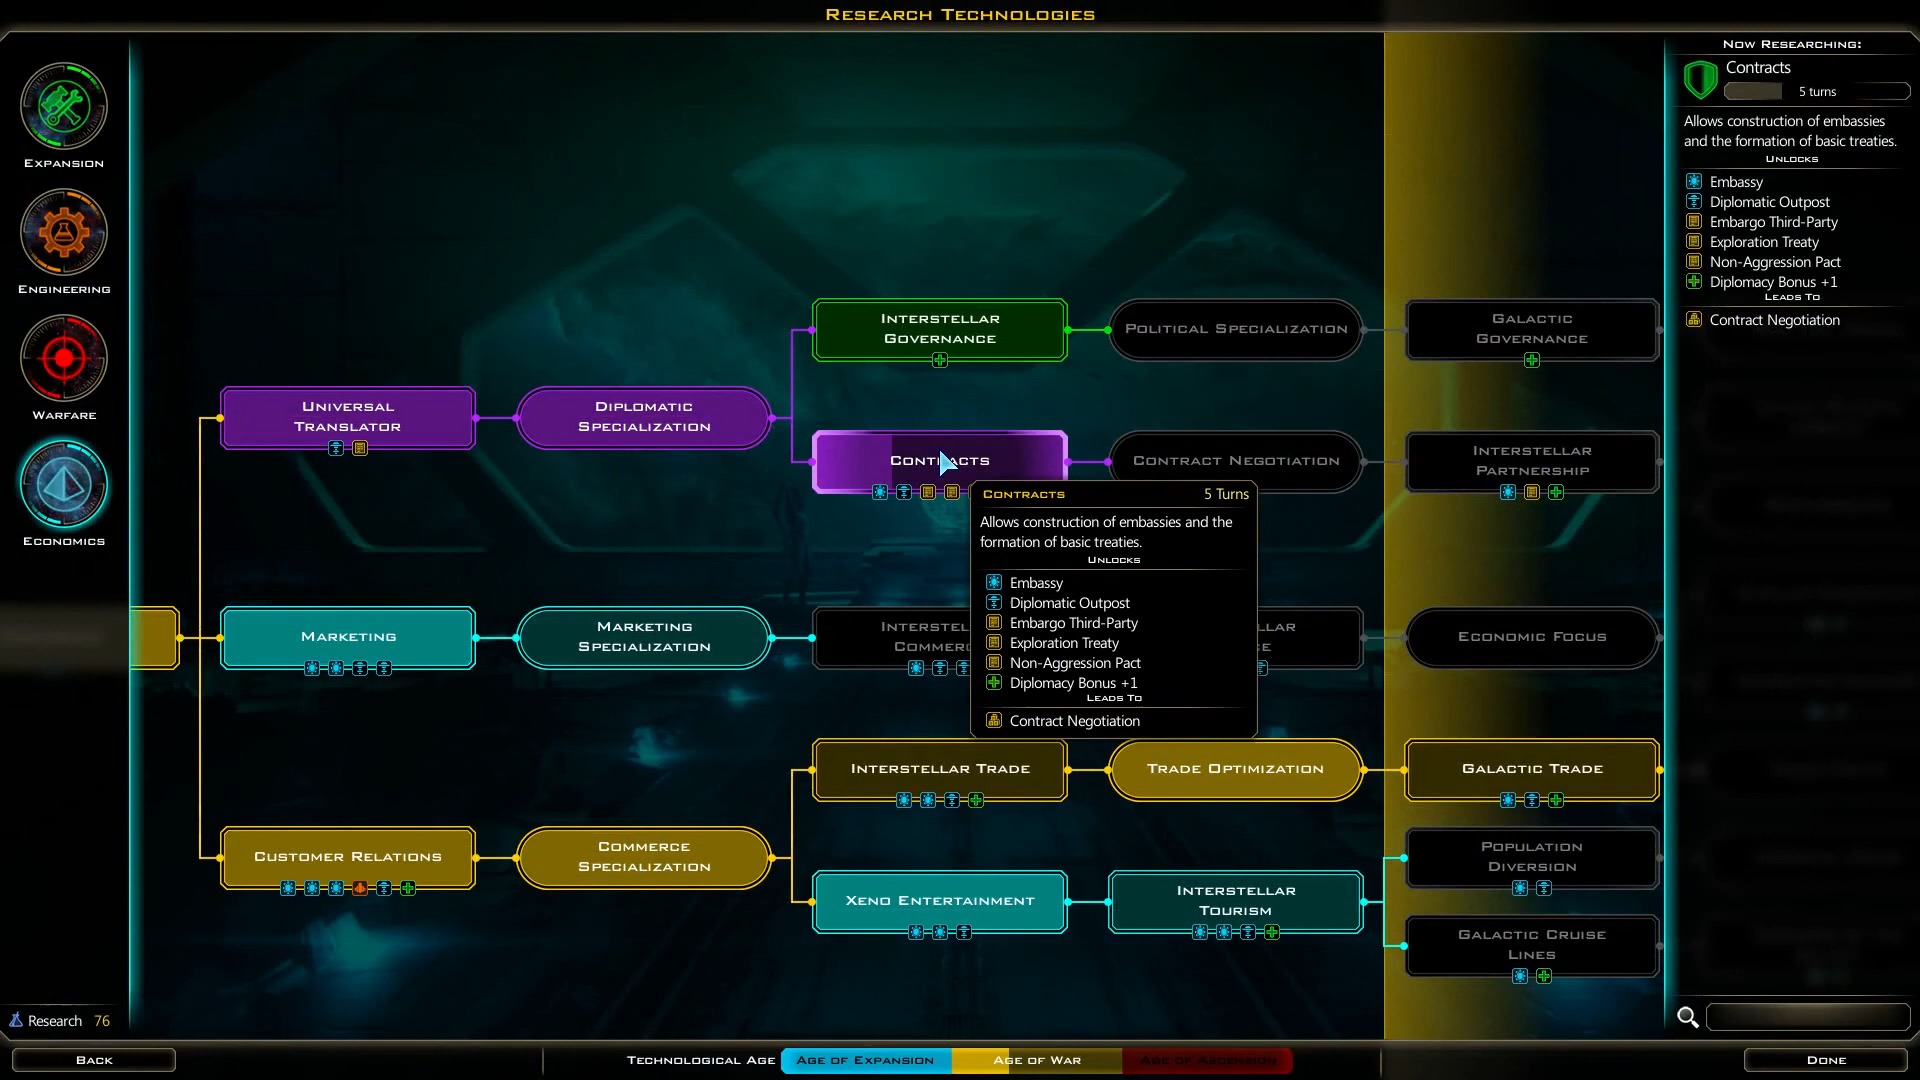 Research Technologies
Expansion
Engineering
Warfare
Economics
Research 76
Back
Universal
Translator
Diplomatic
Specialization
Interstellar
Governance
Political Specialization
Galactic
Governance
Contracts
Contract Negotiation
Interstellar
Partnership
Contracts 5 Turns
Allows construction of embassies and the
formation of basic treaties.
Unlocks
Embassy
Diplomatic Outpost
Embargo Third-Party
Exploration Treaty
Non-Aggression Pact
Diplomacy Bonus +1
Leads To
Contract Negotiation
Marketing
Marketing
Specialization
Economic Focus
Customer Relations
Commerce
Specialization
Interstellar Trade
Trade Optimization
Galactic Trade
Xeno Entertainment
Interstellar
Tourism
Population
Diversion
Galactic Cruise
Lines
Now Researching:
Contracts
5 turns
Allows construction of embassies
and the formation of basic treaties.
Unlocks
Embassy
Diplomatic Outpost
Embargo Third-Party
Exploration Treaty
Non-Aggression Pact
Diplomacy Bonus +1
Leads To
Contract Negotiation
Technological Age
Age of Expansion
Age of War
Age of Ascension
Done